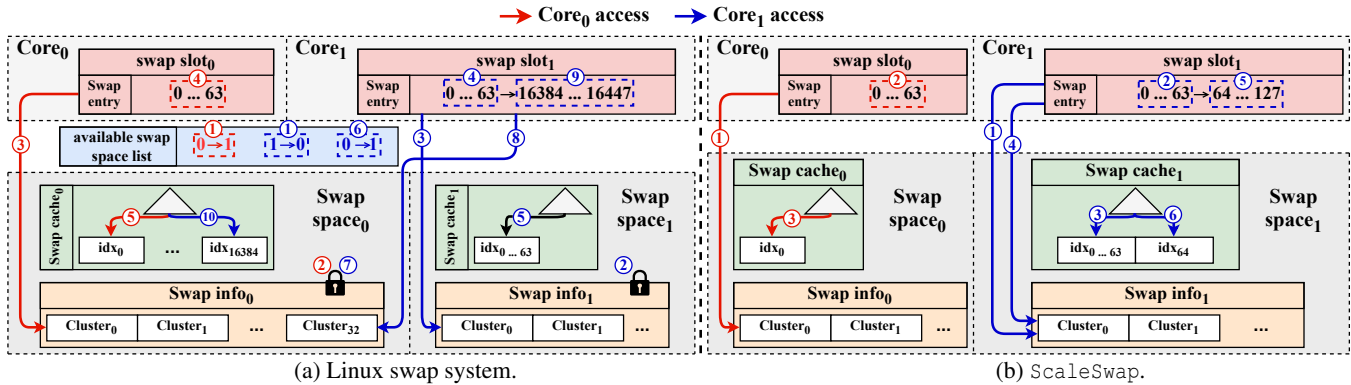 Core0 access
Core1 access
Core0
swap slot0
Swap entry
④
0 ... 63
Core1
swap slot1
Swap entry
④
⑨
0 ... 63→16384 ... 16447
③
available swap space list
①
0→1
①
1→0
⑥
0→1
③
⑧
Swap cache0
⑤
⑩
idx0
...
idx16384
Swap space0
Swap cache1
⑤
idx0 ... 63
Swap space1
②
⑦
②
Swap info0
Cluster0
Cluster1
...
Cluster32
Swap info1
Cluster0
Cluster1
...
(a) Linux swap system.
Core0
swap slot0
Swap entry
②
0 ... 63
Core1
swap slot1
Swap entry
②
⑤
0 ... 63→64 ... 127
①
①
④
Swap cache0
③
idx0
Swap space0
Swap cache1
③
⑥
idx0 ... 63
idx64
Swap space1
Swap info0
Cluster0
Cluster1
...
Swap info1
Cluster0
Cluster1
...
(b) ScaleSwap.